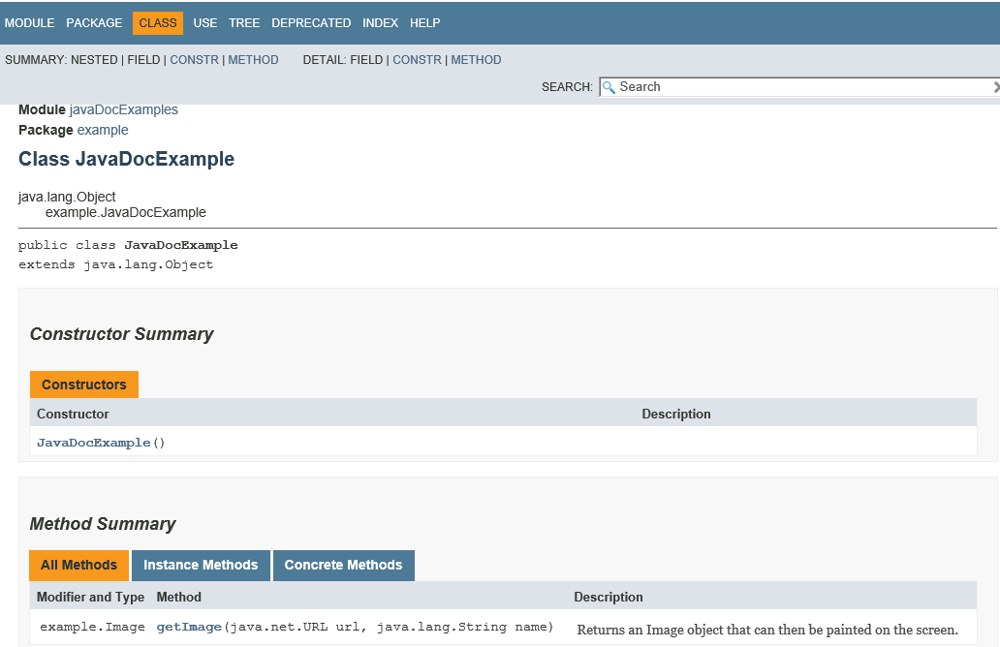 MODULE PACKAGE CLASS USE TREE DEPRECATED INDEX HELP
SUMMARY: NESTED | FIELD | CONSTR | METHOD DETAIL: FIELD | CONSTR | METHOD
SEARCH: Search
Module javaDocExamples
Package example
Class JavaDocExample
java.lang.Object
example.JavaDocExample
public class JavaDocExample
extends java.lang.Object
Constructor Summary
Constructors
Constructor Description
JavaDocExample()
Method Summary
All Methods Instance Methods Concrete Methods
Modifier and Type Method Description
example.Image getImage(java.net.URL url, java.lang.String name) Returns an Image object that can then be painted on the screen.